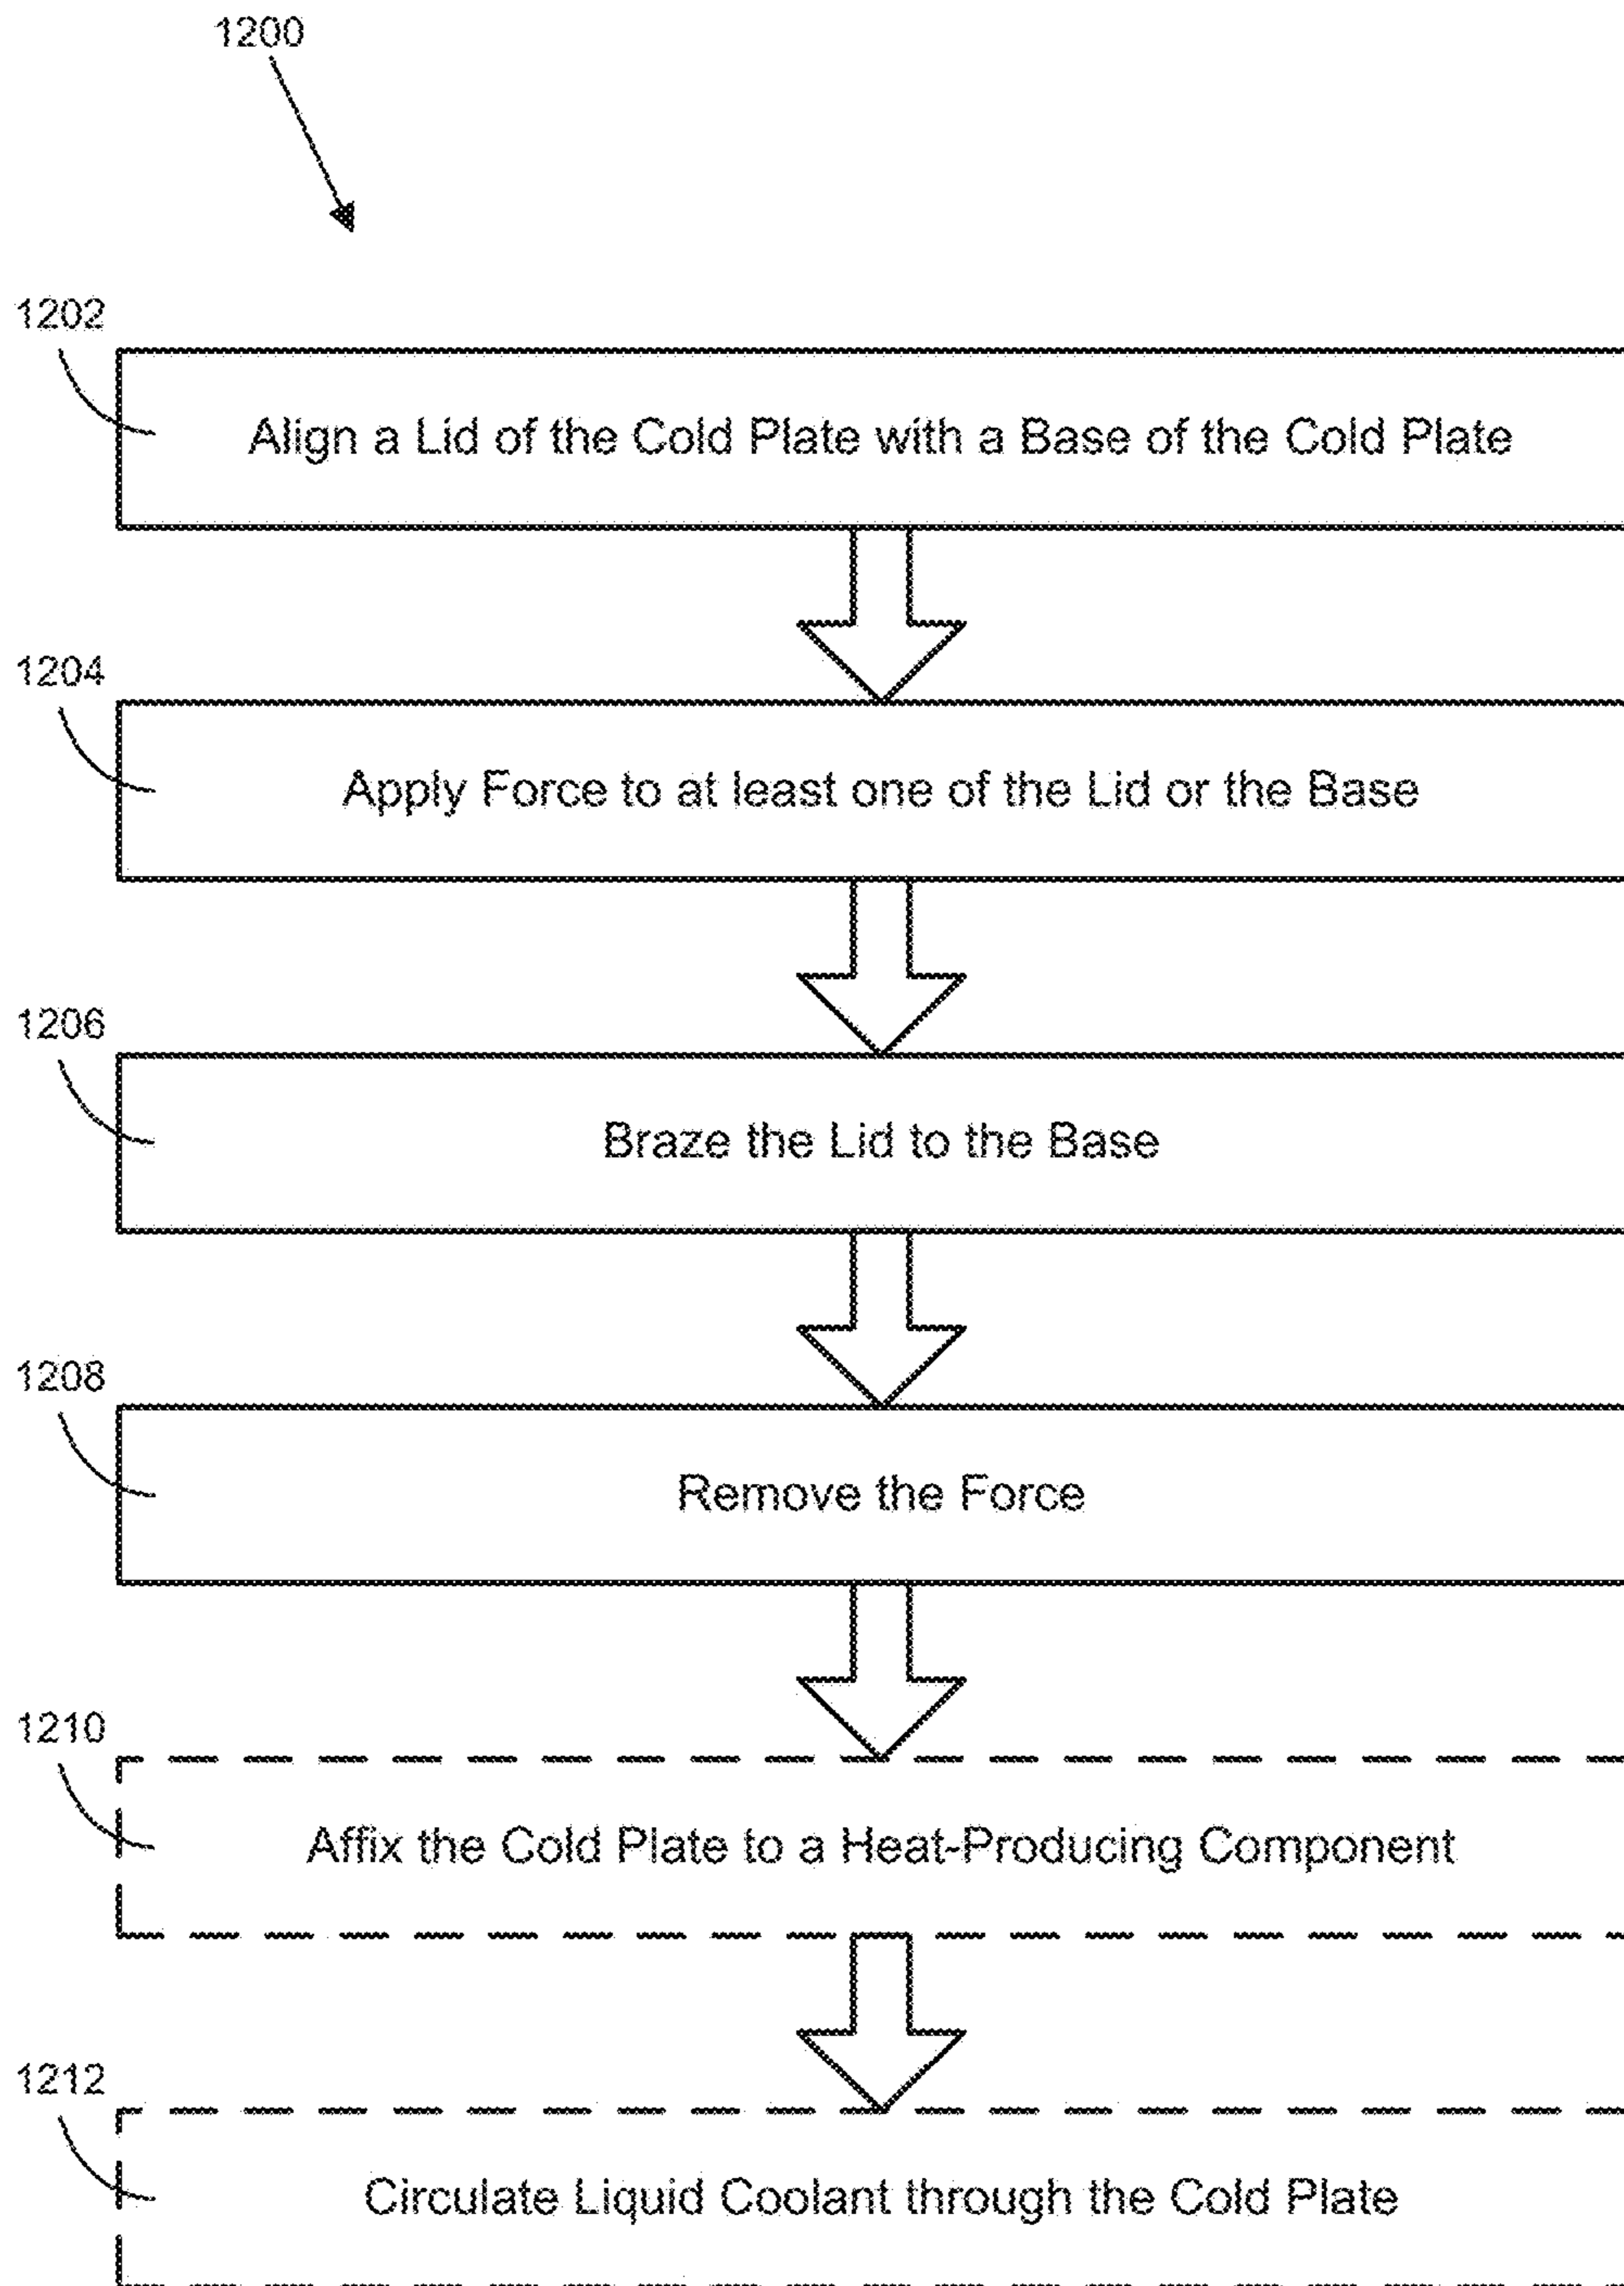 1200
1202
Align a Lid of the Cold Plate with a Base of the Cold Plate
1204
Apply Force to at least one of the Lid or the Base
1206
Braze the Lid to the Base
1208
Remove the Force
1210
Affix the Cold Plate to a Heat-Producing Component
1212
Circulate Liquid Coolant through the Cold Plate